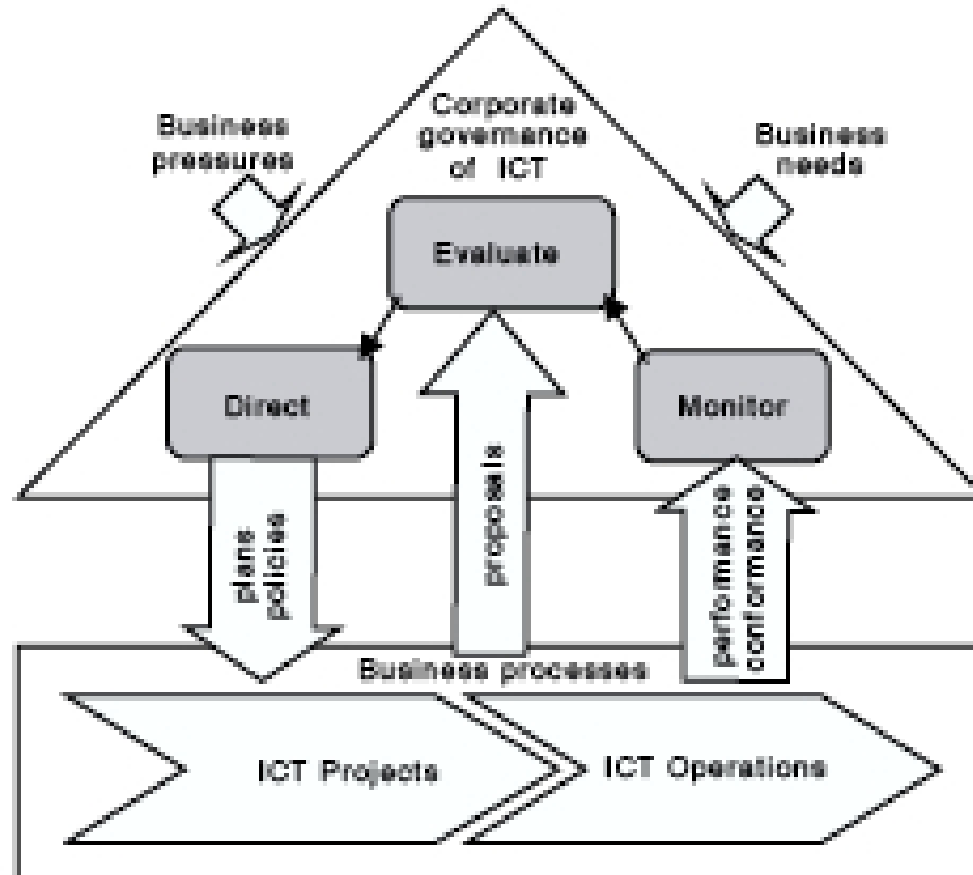 Corporate
governance
of ICT
Business
pressures
Business
needs
Evaluate
Direct
Monitor
plans
policies
proposals
performance
conformance
Business processes
ICT Projects
ICT Operations